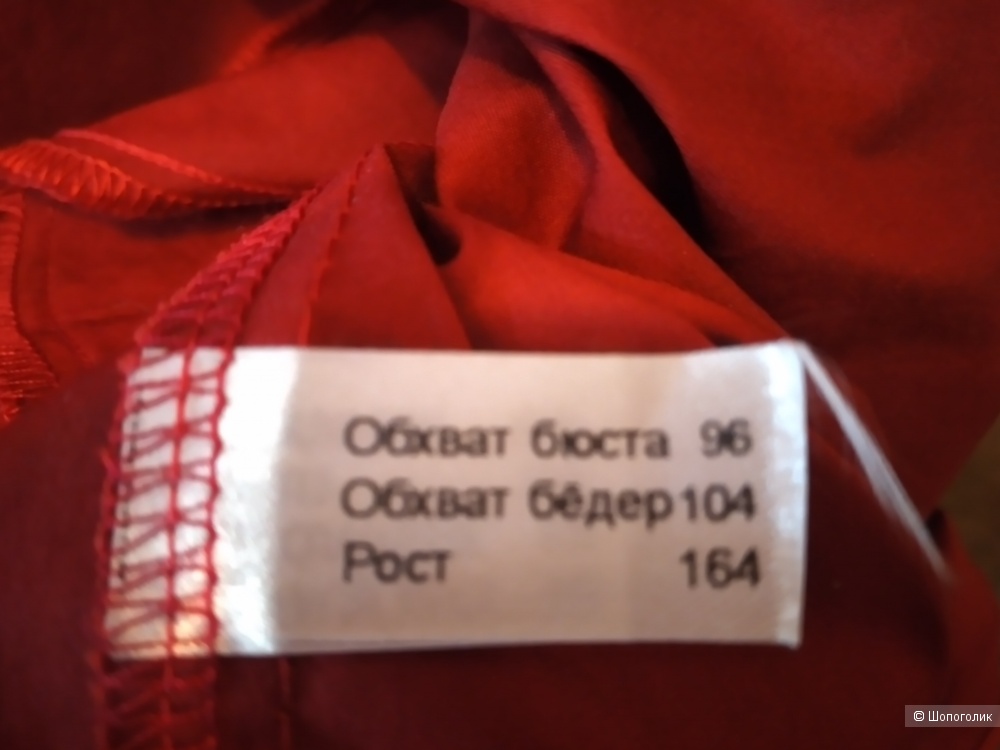 Обхват бюста 96
Обхват бёдер 104
Рост 164
© Шопоголик